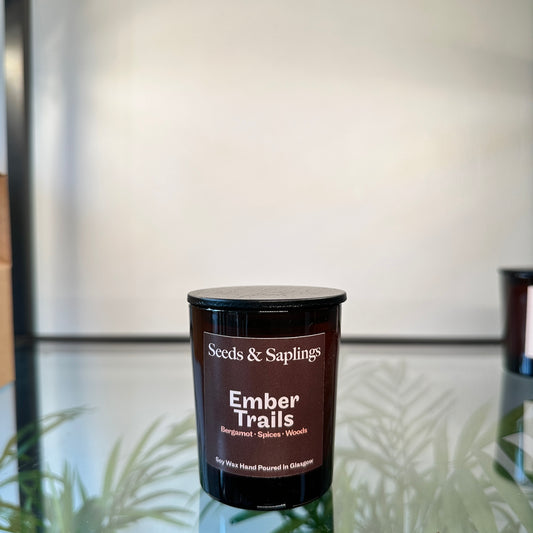 Seeds & Saplings
Ember
Trails
Bergamot • Spices • Woods
Soy Wax Hand Poured in Glasgow